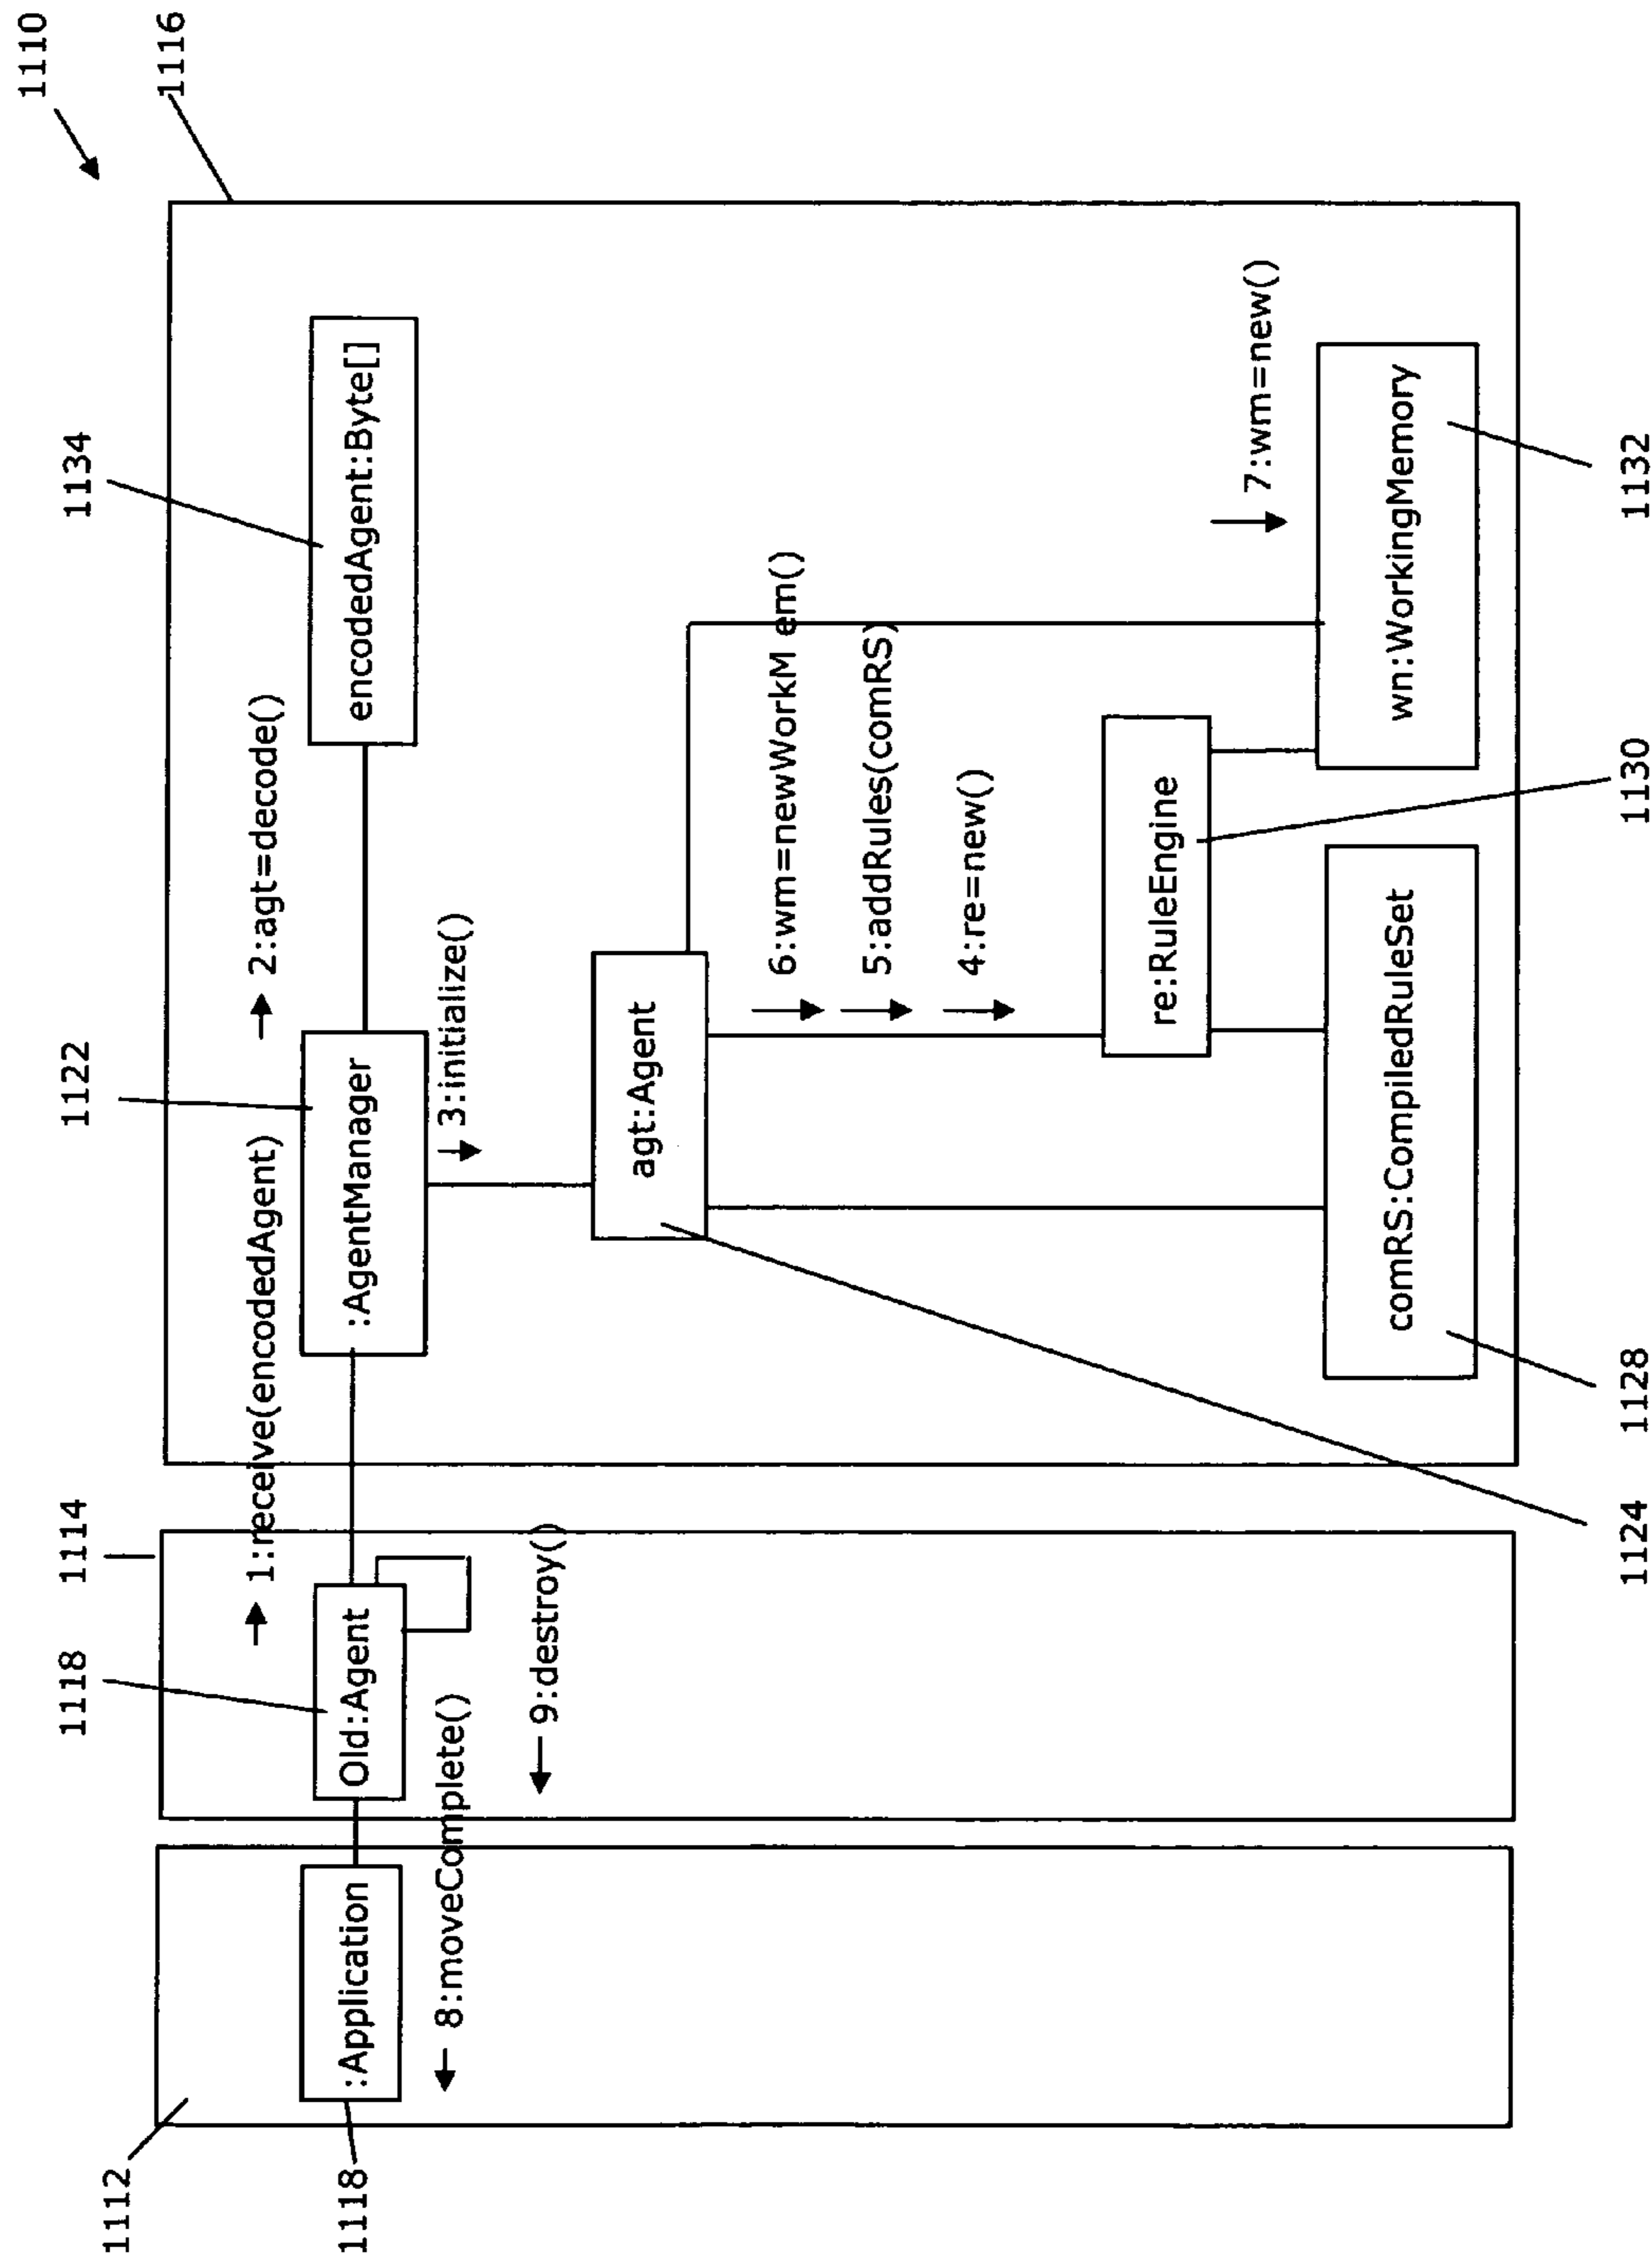 1110
1116
1134
1122
1114
1118
1112
1118
1:receive(encodedAgent)
2:agt=decode()
:Application
Old:Agent
:AgentManager
encodedAgent:Byte[]
8:moveComplete()
3:initialize()
9:destroy()
agt:Agent
6:wm=newWorkM em()
5:addRules(comRS)
4:re=new()
re:RuleEngine
7:wm=new()
comRS:CompiledRuleSet
wn:WorkingMemory
1124
1128
1130
1132